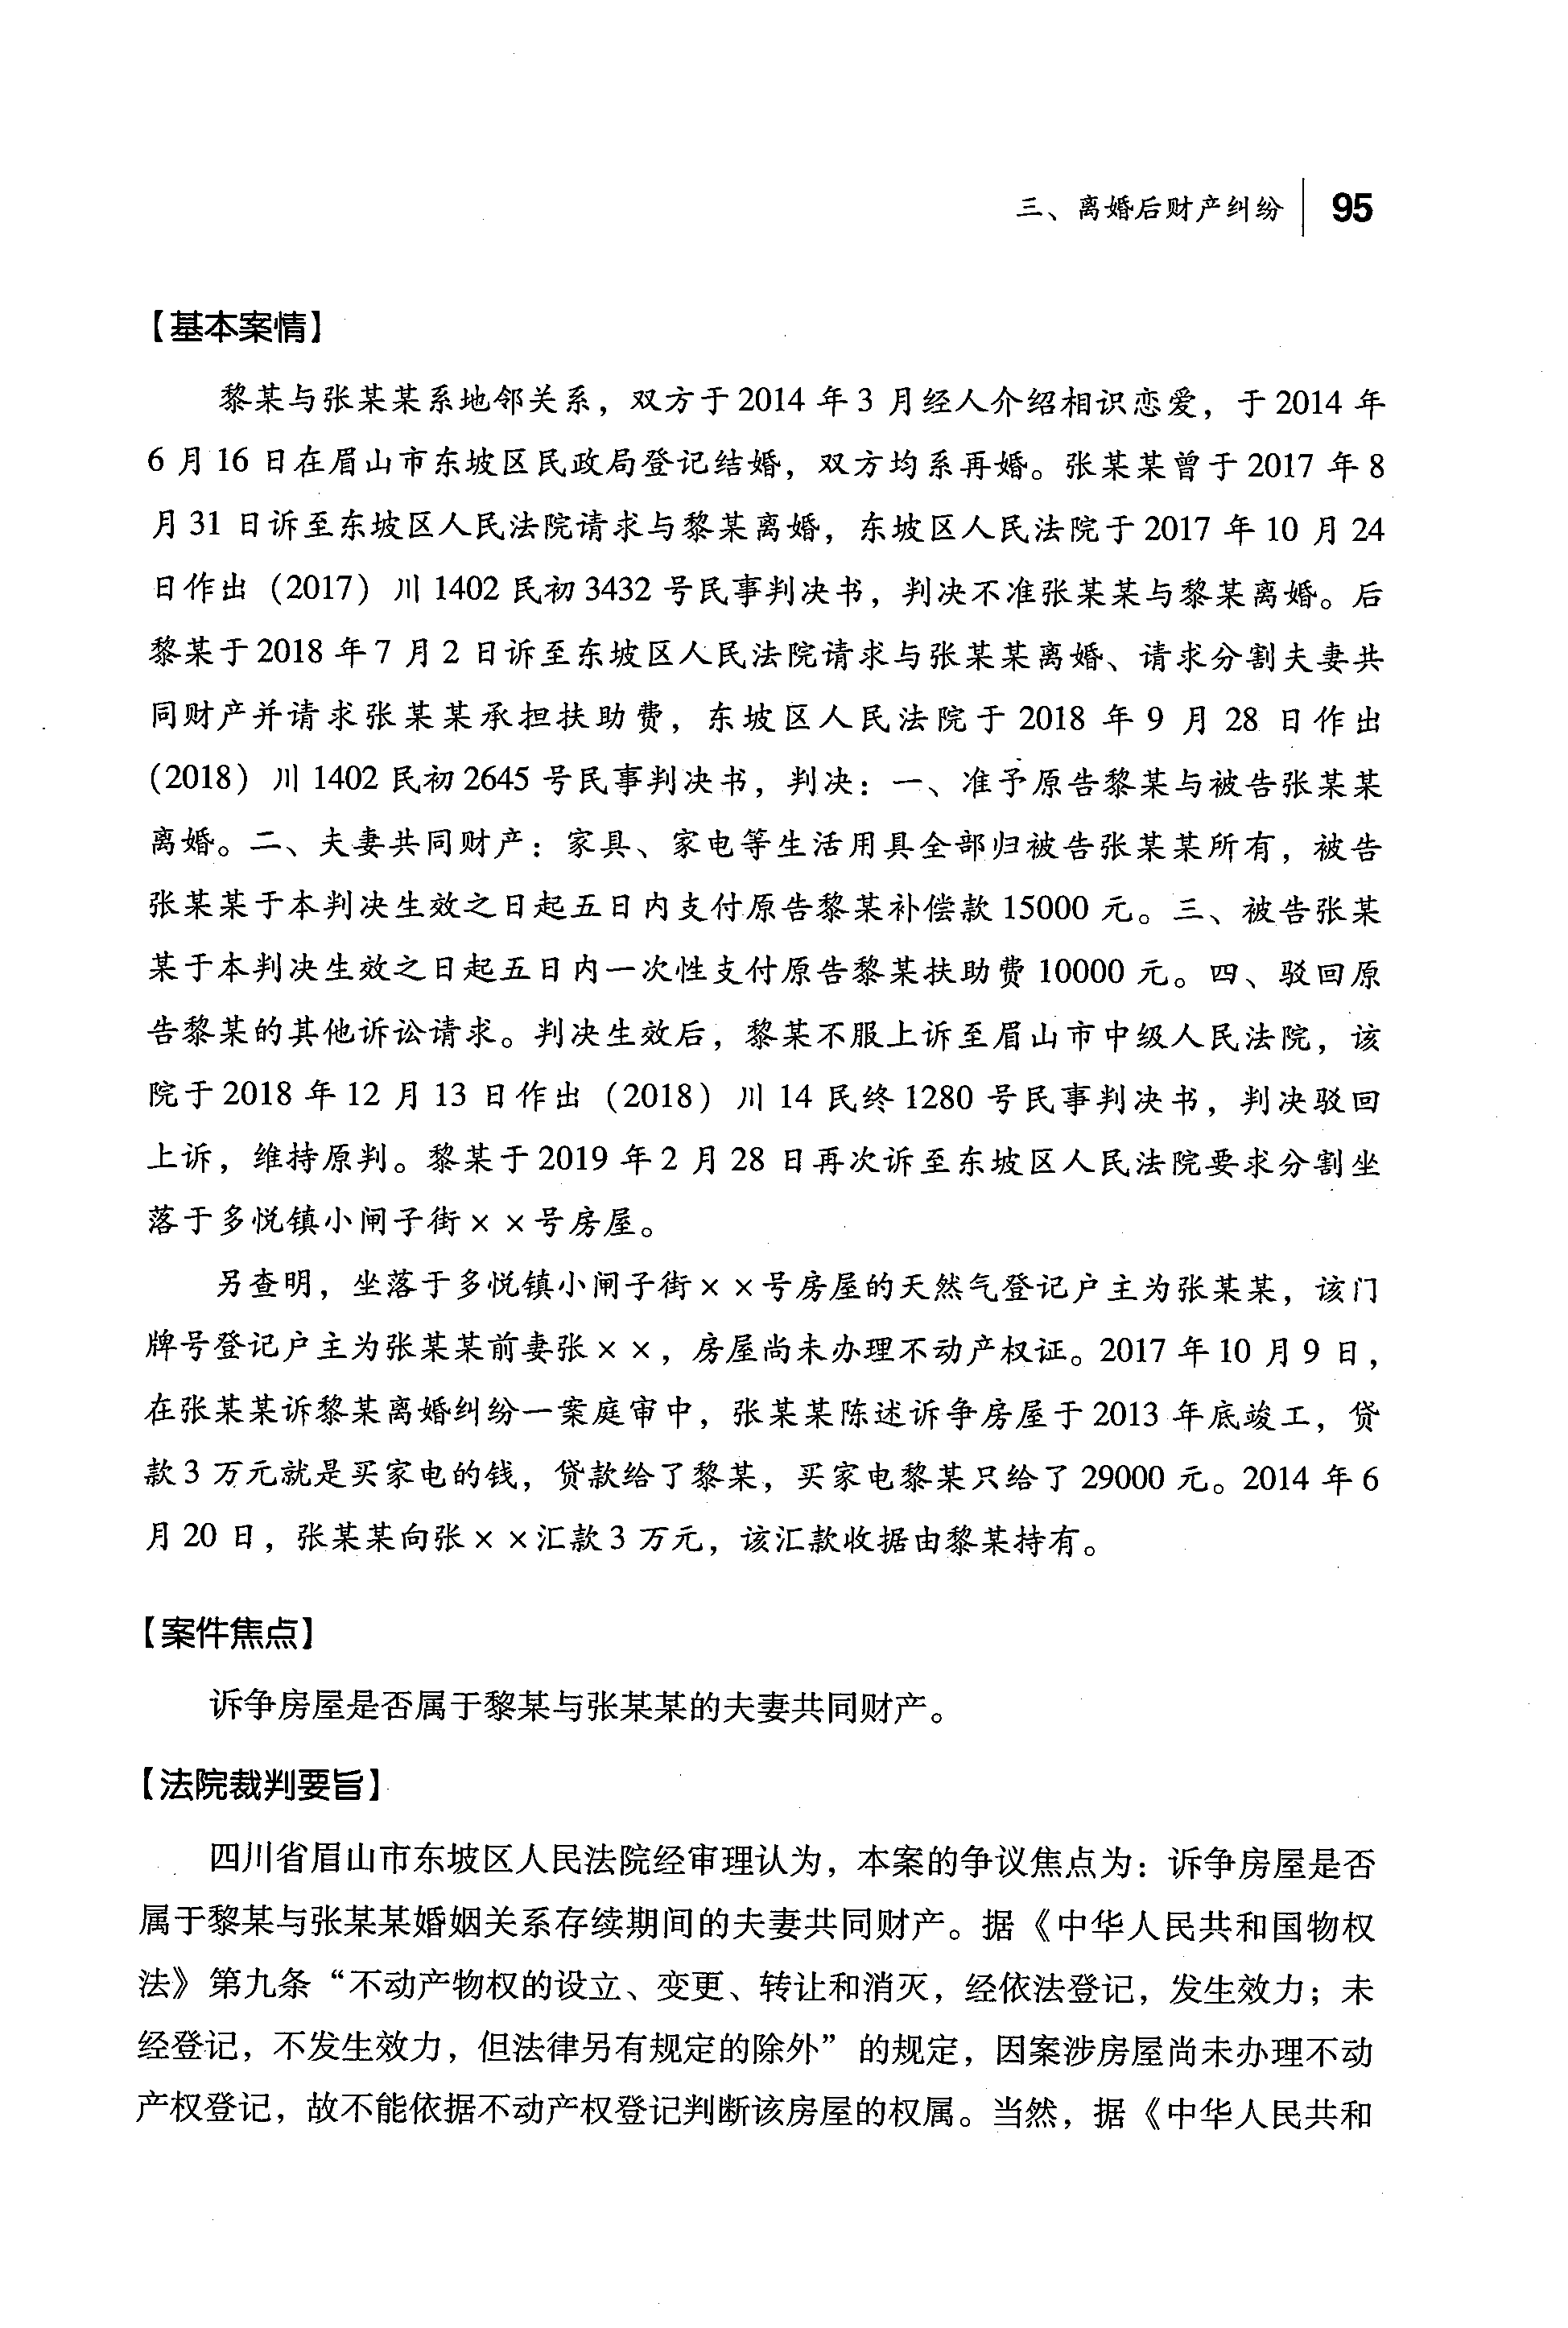 三、离婚后财产纠纷 95
【基本案情】
黎某与张某某系地邻关系，双方于2014年3月经人介绍相识恋爱，于2014年
6月16日在眉山市东坡区民政局登记结婚，双方均系再婚。张某某曾于2017年8
月31日诉至东坡区人民法院请求与黎某离婚，东坡区人民法院于2017年10月24
日作出（2017）川1402民初3432号民事判决书，判决不准张某某与黎某离婚。后
黎某于2018年7月2日诉至东坡区人民法院请求与张某某离婚、请求分割夫妻共
同财产并请求张某某承担扶助费，东坡区人民法院于2018年9月28日作出
（2018）川1402民初2645号民事判决书，判决：一、准予原告黎某与被告张某某
离婚。二、夫妻共同财产：家具、家电等生活用具全部归被告张某某所有，被告
张某某于本判决生效之日起五日内支付原告黎某补偿款15000元。三、被告张某
某于本判决生效之日起五日内一次性支付原告黎某扶助费10000元。四、驳回原
告黎某的其他诉讼请求。判决生效后，黎某不服上诉至眉山市中级人民法院，该
院于2018年12月13日作出（2018）川14民终1280号民事判决书，判决驳回
上诉，维持原判。黎某于2019年2月28日再次诉至东坡区人民法院要求分割坐
落于多悦镇小闸子街××号房屋。
另查明，坐落于多悦镇小闸子街××号房屋的天然气登记户主为张某某，该门
牌号登记户主为张某某前妻张××，房屋尚未办理不动产权证。2017年10月9日，
在张某某诉黎某离婚纠纷一案庭审中，张某某陈述诉争房屋于2013年底竣工，贷
款3万元就是买家电的钱，贷款给了黎某，买家电黎某只给了29000元。2014年6
月20日，张某某向张××汇款3万元，该汇款收据由黎某持有。
【案件焦点】
诉争房屋是否属于黎某与张某某的夫妻共同财产。
【法院裁判要旨】
四川省眉山市东坡区人民法院经审理认为，本案的争议焦点为：诉争房屋是否
属于黎某与张某某婚姻关系存续期间的夫妻共同财产。据《中华人民共和国物权
法》第九条“不动产物权的设立、变更、转让和消灭，经依法登记，发生效力；未
经登记，不发生效力，但法律另有规定的除外”的规定，因案涉房屋尚未办理不动
产权登记，故不能依据不动产权登记判断该房屋的权属。当然，据《中华人民共和